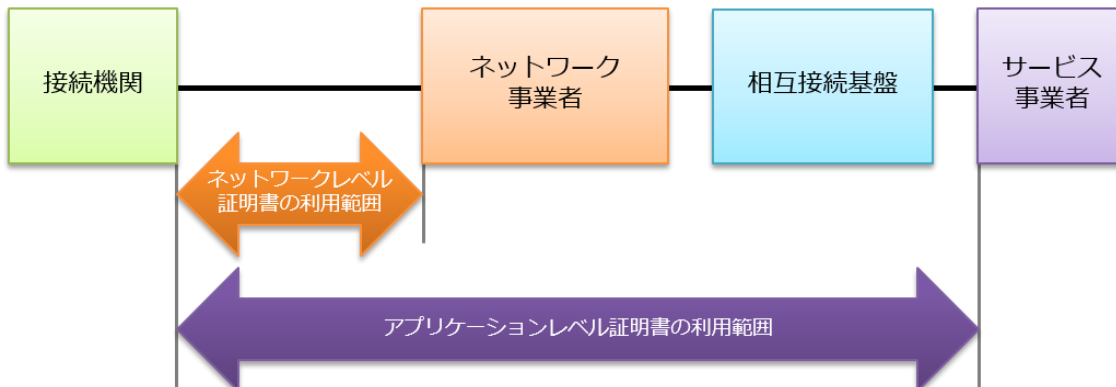 接続機関
ネットワーク
事業者
相互接続基盤
サービス
事業者
ネットワークレベル
証明書の利用範囲
アプリケーションレベル証明書の利用範囲